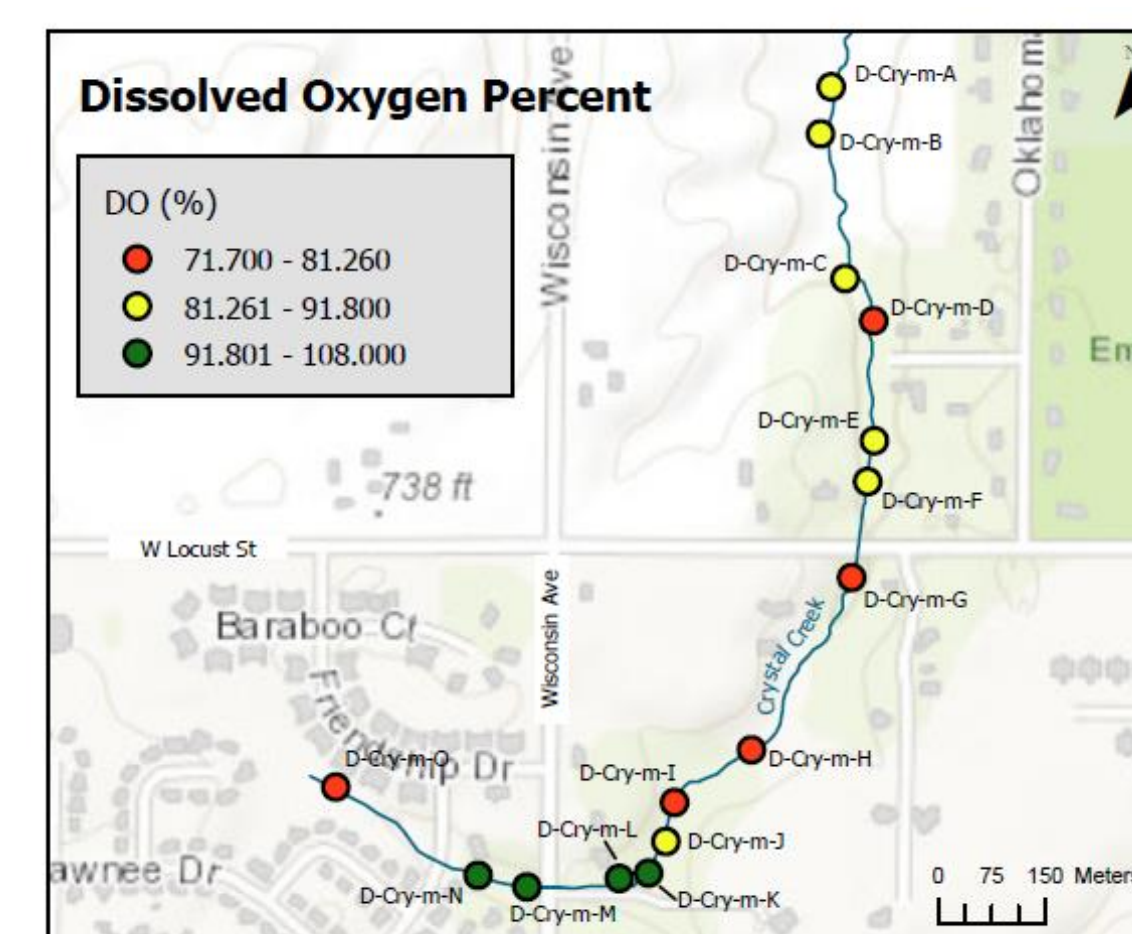 Dissolved Oxygen Percent
DO (%)
71.700 - 81.260
81.261 - 91.800
91.801 - 108.000
Wisconsin Ave
D-Cry-m-A
D-Cry-m-B
Oklahoma
N
D-Cry-m-C
D-Cry-m-D
Em
D-Cry-m-E
738 ft
D-Cry-m-F
W Locust St
Wisconsin Ave
D-Cry-m-G
Baraboo Ct
Crystal Creek
Friendship Dr
D-Cry-m-O
D-Cry-m-H
D-Cry-m-I
D-Cry-m-L
D-Cry-m-J
awnee Dr
D-Cry-m-N
D-Cry-m-K
D-Cry-m-M
0 75 150 Meters